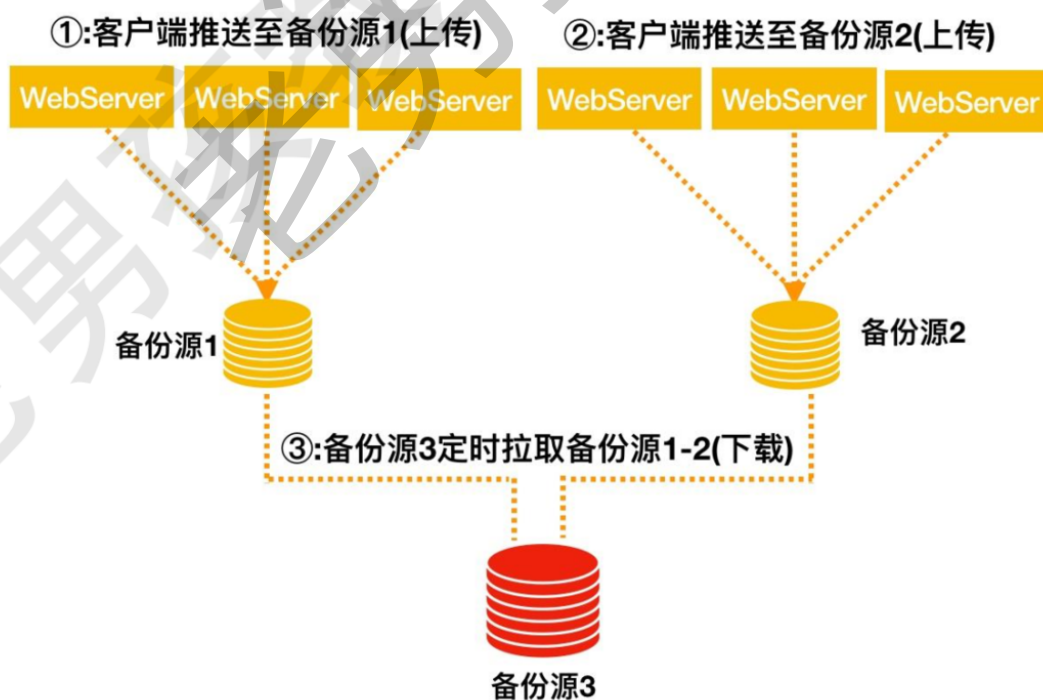 ①:客户端推送至备份源1(上传)
②:客户端推送至备份源2(上传)
WebServer WebServer WebServer WebServer WebServer WebServer
备份源1
备份源2
③:备份源3定时拉取备份源1-2(下载)
备份源3
老男孩